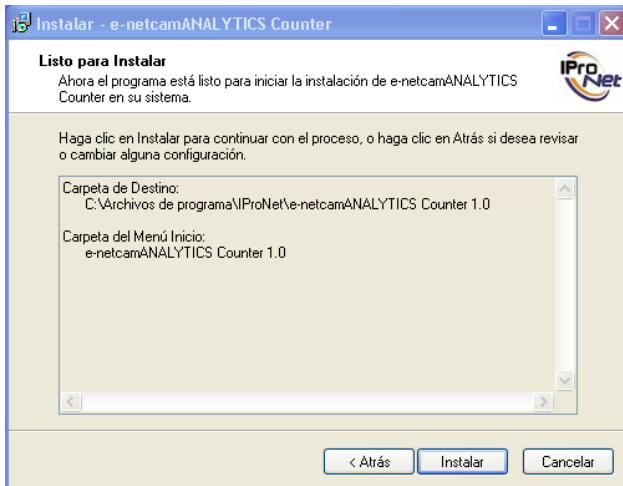 Instalar - e-netcamANALYTICS Counter
Listo para Instalar
Ahora el programa está listo para iniciar la instalación de e-netcamANALYTICS
Counter en su sistema.
IPro
Net
Haga clic en Instalar para continuar con el proceso, o haga clic en Atrás si desea revisar
o cambiar alguna configuración.
Carpeta de Destino:
C:\Archivos de programa\IProNet\e-netcamANALYTICS Counter 1.0
Carpeta del Menú Inicio:
e-netcamANALYTICS Counter 1.0
< Atrás
Instalar
Cancelar